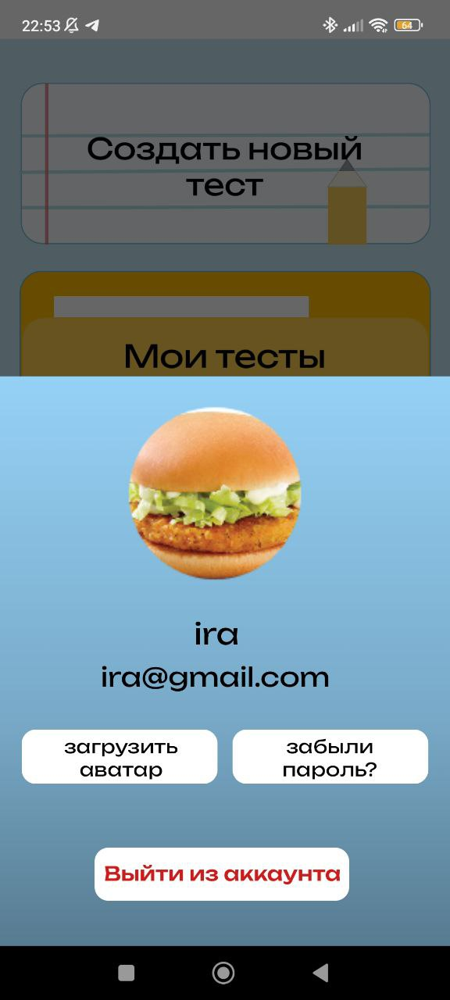 22:53
64
Создать новый
тест
Мои тесты
ira
ira@gmail.com
загрузить
аватар
забыли
пароль?
Выйти из аккаунта